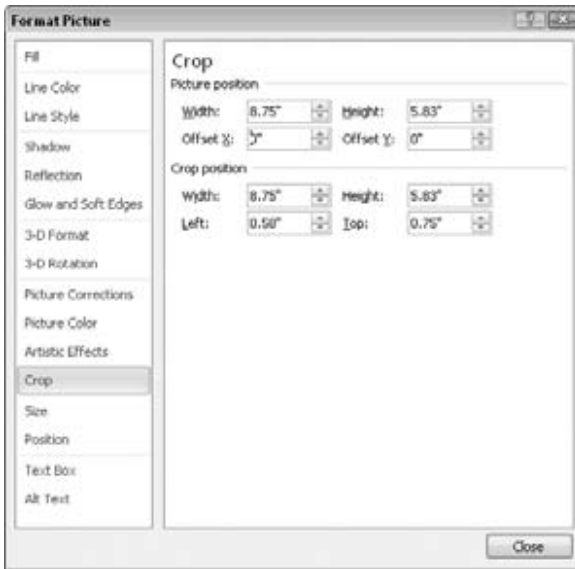 Format Picture
Fill
Line Color
Line Style
Shadow
Reflection
Glow and Soft Edges
3-D Format
3-D Rotation
Picture Corrections
Picture Color
Artistic Effects
Crop
Size
Position
Text Box
Alt Text
Crop
Picture position
Width: 8.75" Height: 5.83"
Offset X: Offset Y: 0"
Crop position
Width: 8.75" Height: 5.83"
Left: 0.50" Top: 0.75"
Close